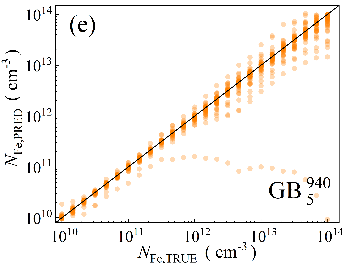 (e)
10^14
10^13
10^12
10^11
10^10
N_Fe,PRED ( cm^-3 )
GB_5^940
10^10 10^11 10^12 10^13 10^14
N_Fe,TRUE ( cm^-3 )